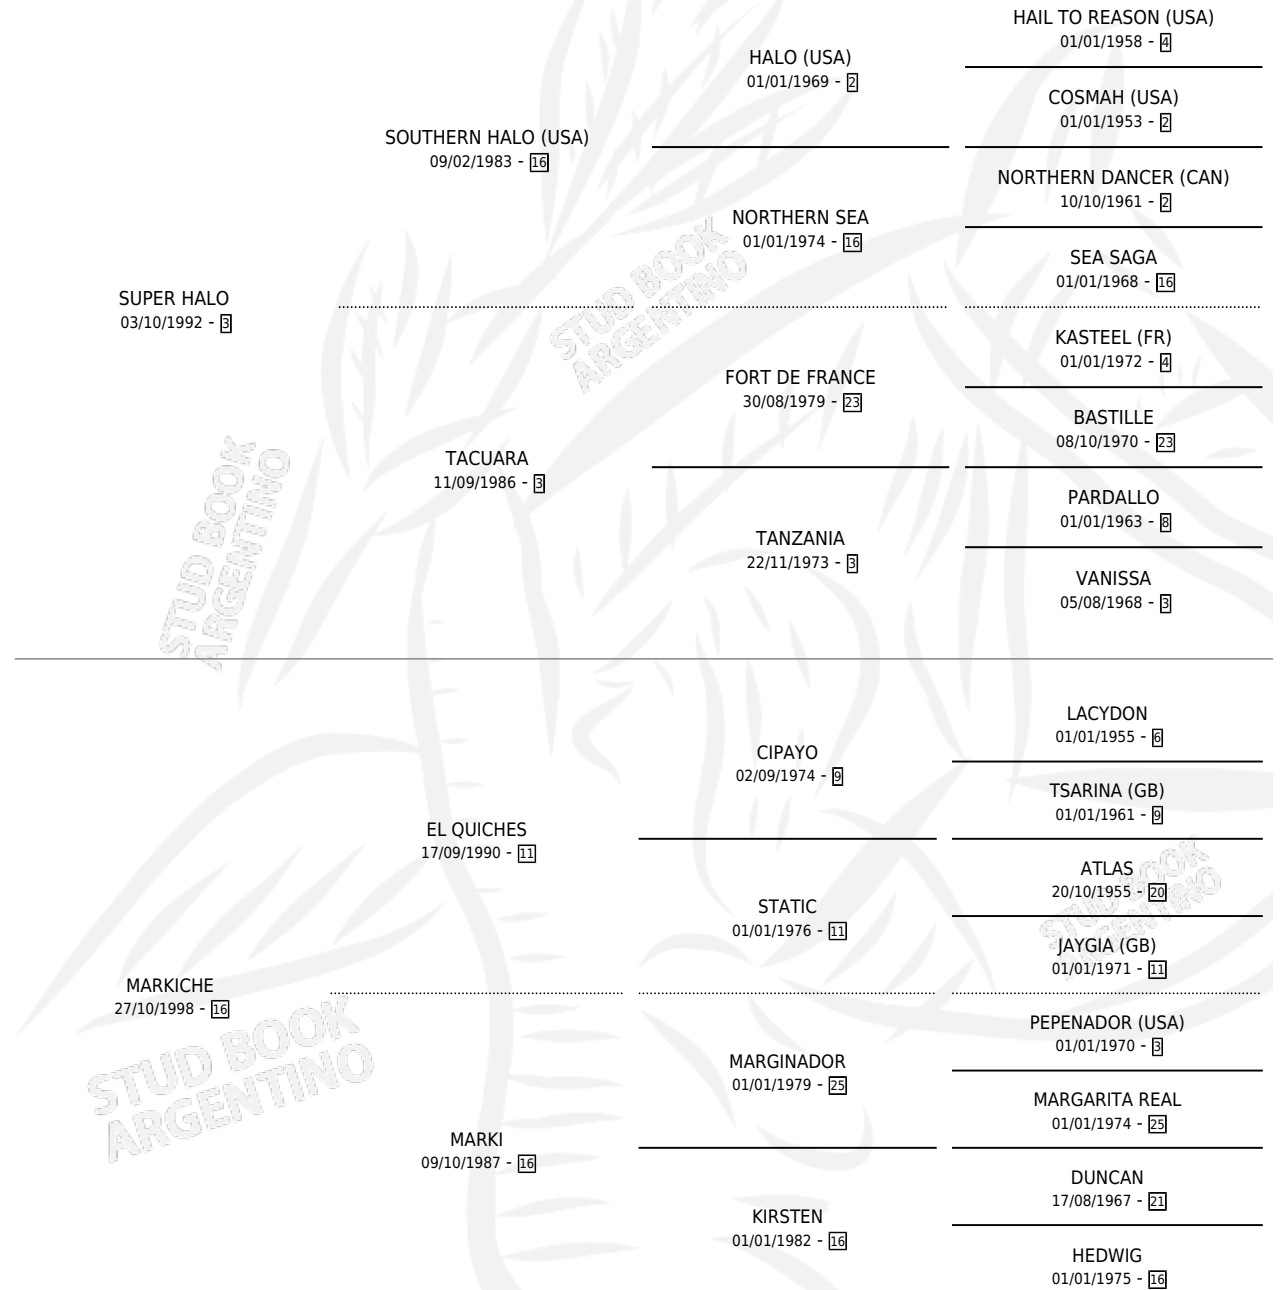 HAIL TO REASON (USA)
01/01/1958 - 4
HALO (USA)
01/01/1969 - 2
COSMAH (USA)
01/01/1953 - 2
SOUTHERN HALO (USA)
09/02/1983 - 16
NORTHERN DANCER (CAN)
10/10/1961 - 2
NORTHERN SEA
01/01/1974 - 16
SEA SAGA
01/01/1968 - 16
SUPER HALO
03/10/1992 - 3
STUD BOOK
ARGENTINO
KASTEEL (FR)
01/01/1972 - 4
FORT DE FRANCE
30/08/1979 - 23
BASTILLE
08/10/1970 - 23
TACUARA
11/09/1986 - 3
PARDALLO
01/01/1963 - 8
TANZANIA
22/11/1973 - 3
VANISSA
05/08/1968 - 3
STUD BOOK
ARGENTINO
LACYDON
01/01/1955 - 6
CIPAYO
02/09/1974 - 9
TSARINA (GB)
01/01/1961 - 9
EL QUICHES
17/09/1990 - 11
ATLAS
20/10/1955 - 20
STATIC
01/01/1976 - 11
JAYGIA (GB)
01/01/1971 - 11
STUD BOOK
ARGENTINO
MARKICHE
27/10/1998 - 16
PEPENADOR (USA)
01/01/1970 - 3
MARGINADOR
01/01/1979 - 25
MARGARITA REAL
01/01/1974 - 25
STUD BOOK
ARGENTINO
MARKI
09/10/1987 - 16
DUNCAN
17/08/1967 - 21
KIRSTEN
01/01/1982 - 16
HEDWIG
01/01/1975 - 16